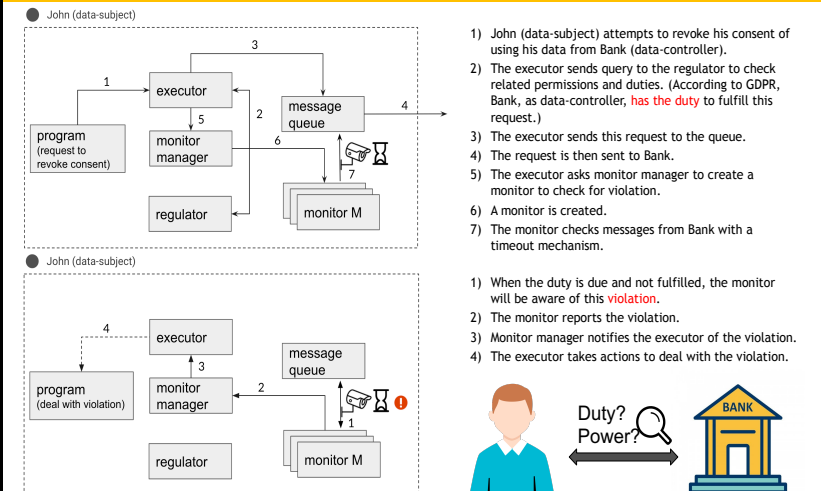 John (data-subject)
3
1
executor
message
queue
4
2
5
program
(request to
revoke consent)
monitor
manager
6
7
regulator
monitor M
1) John (data-subject) attempts to revoke his consent of
using his data from Bank (data-controller).
2) The executor sends query to the regulator to check
related permissions and duties. (According to GDPR,
Bank, as data-controller, has the duty to fulfill this
request.)
3) The executor sends this request to the queue.
4) The request is then sent to Bank.
5) The executor asks monitor manager to create a
monitor to check for violation.
6) A monitor is created.
7) The monitor checks messages from Bank with a
timeout mechanism.
John (data-subject)
4
executor
message
queue
3
program
(deal with violation)
monitor
manager
2
1
regulator
monitor M
1) When the duty is due and not fulfilled, the monitor
will be aware of this violation.
2) The monitor reports the violation.
3) Monitor manager notifies the executor of the violation.
4) The executor takes actions to deal with the violation.
Duty?
Power?
BANK